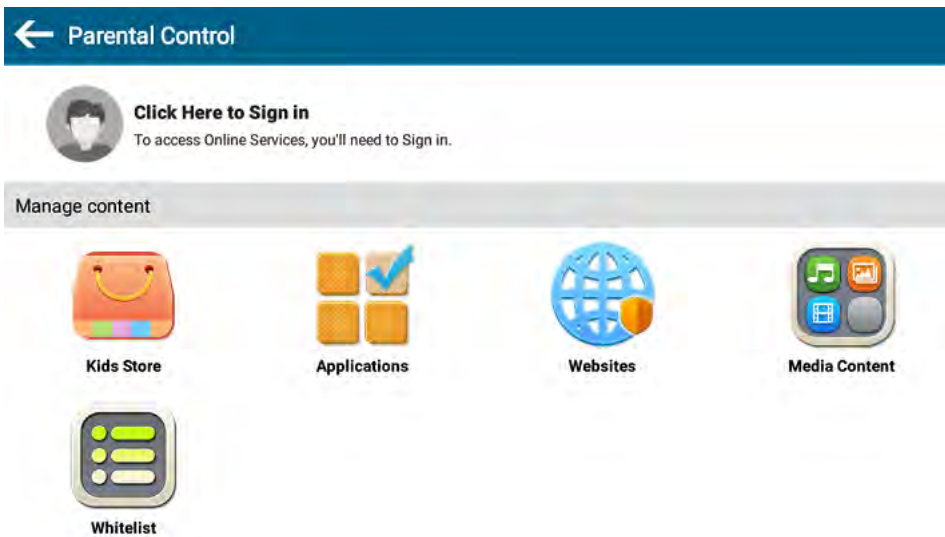 Parental Control
Click Here to Sign in
To access Online Services, you'll need to Sign in.
Manage content
Kids Store
Applications
Websites
Media Content
Whitelist